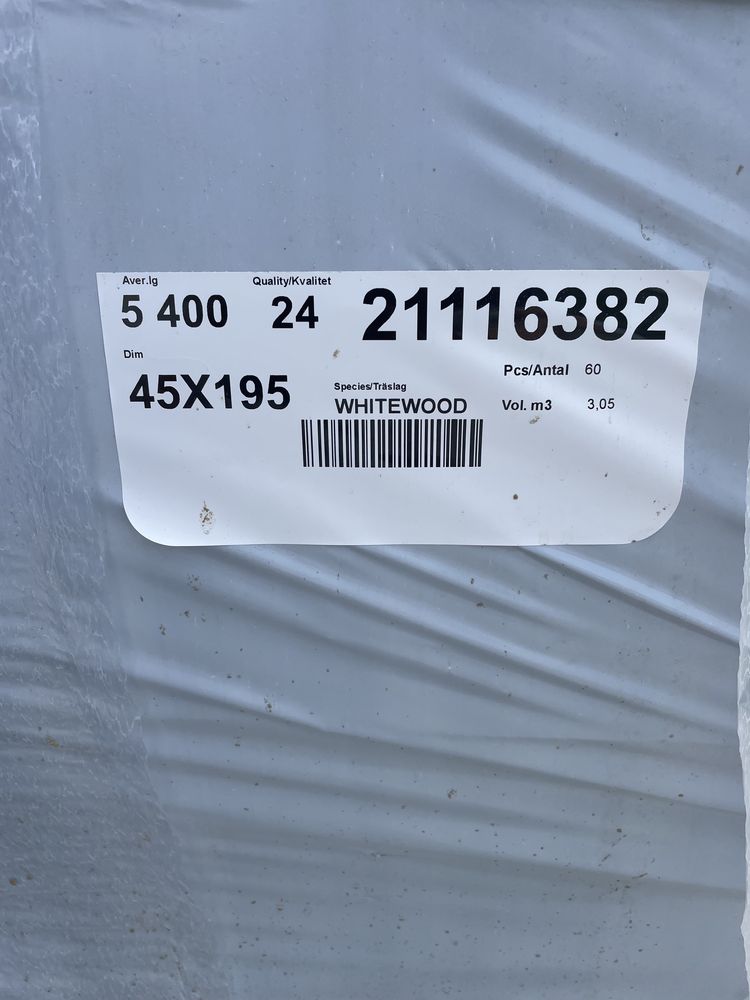 Aver.lg Quality/Kvalitet
5 400 24 21116382
Dim
45X195
Species/Träslag
WHITEWOOD
Pcs/Antal 60
Vol. m3 3,05